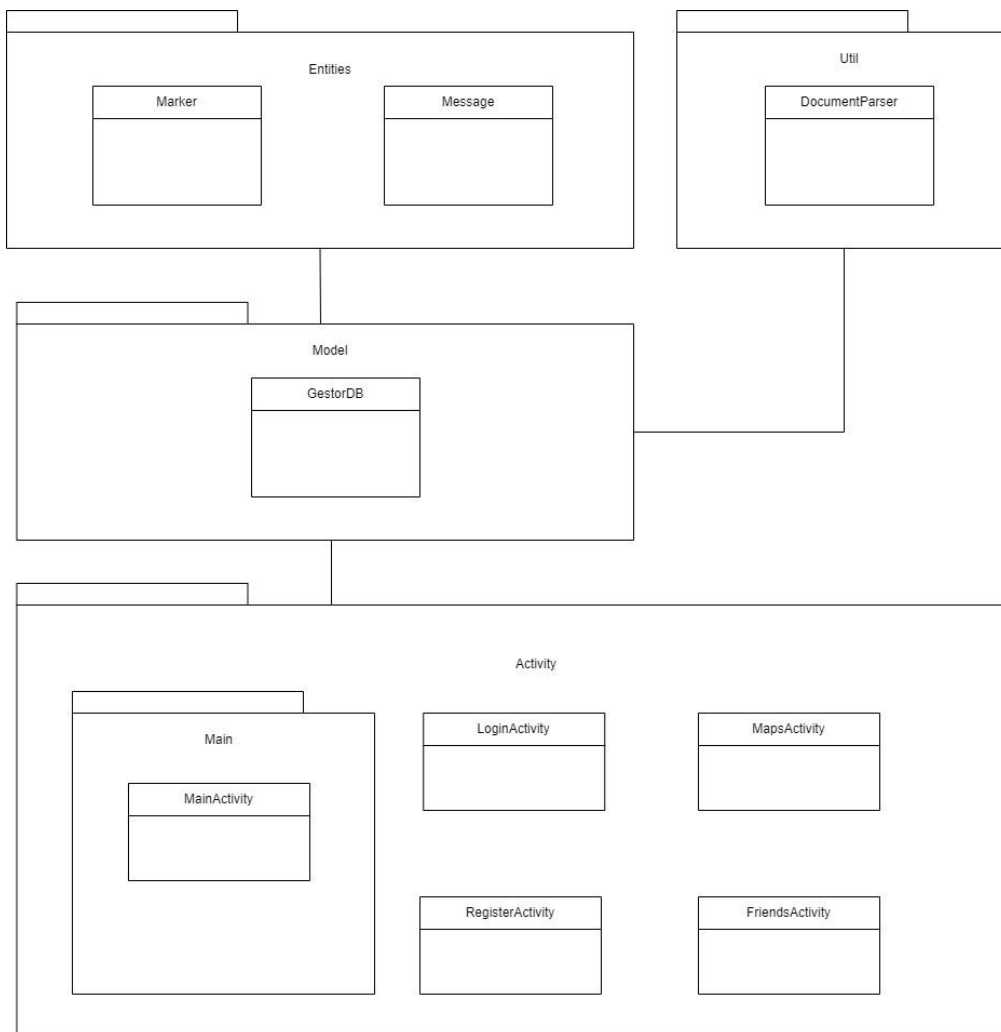 Entities
Marker
Message
Util
DocumentParser
Model
GestorDB
Activity
Main
MainActivity
LoginActivity
MapsActivity
RegisterActivity
FriendsActivity